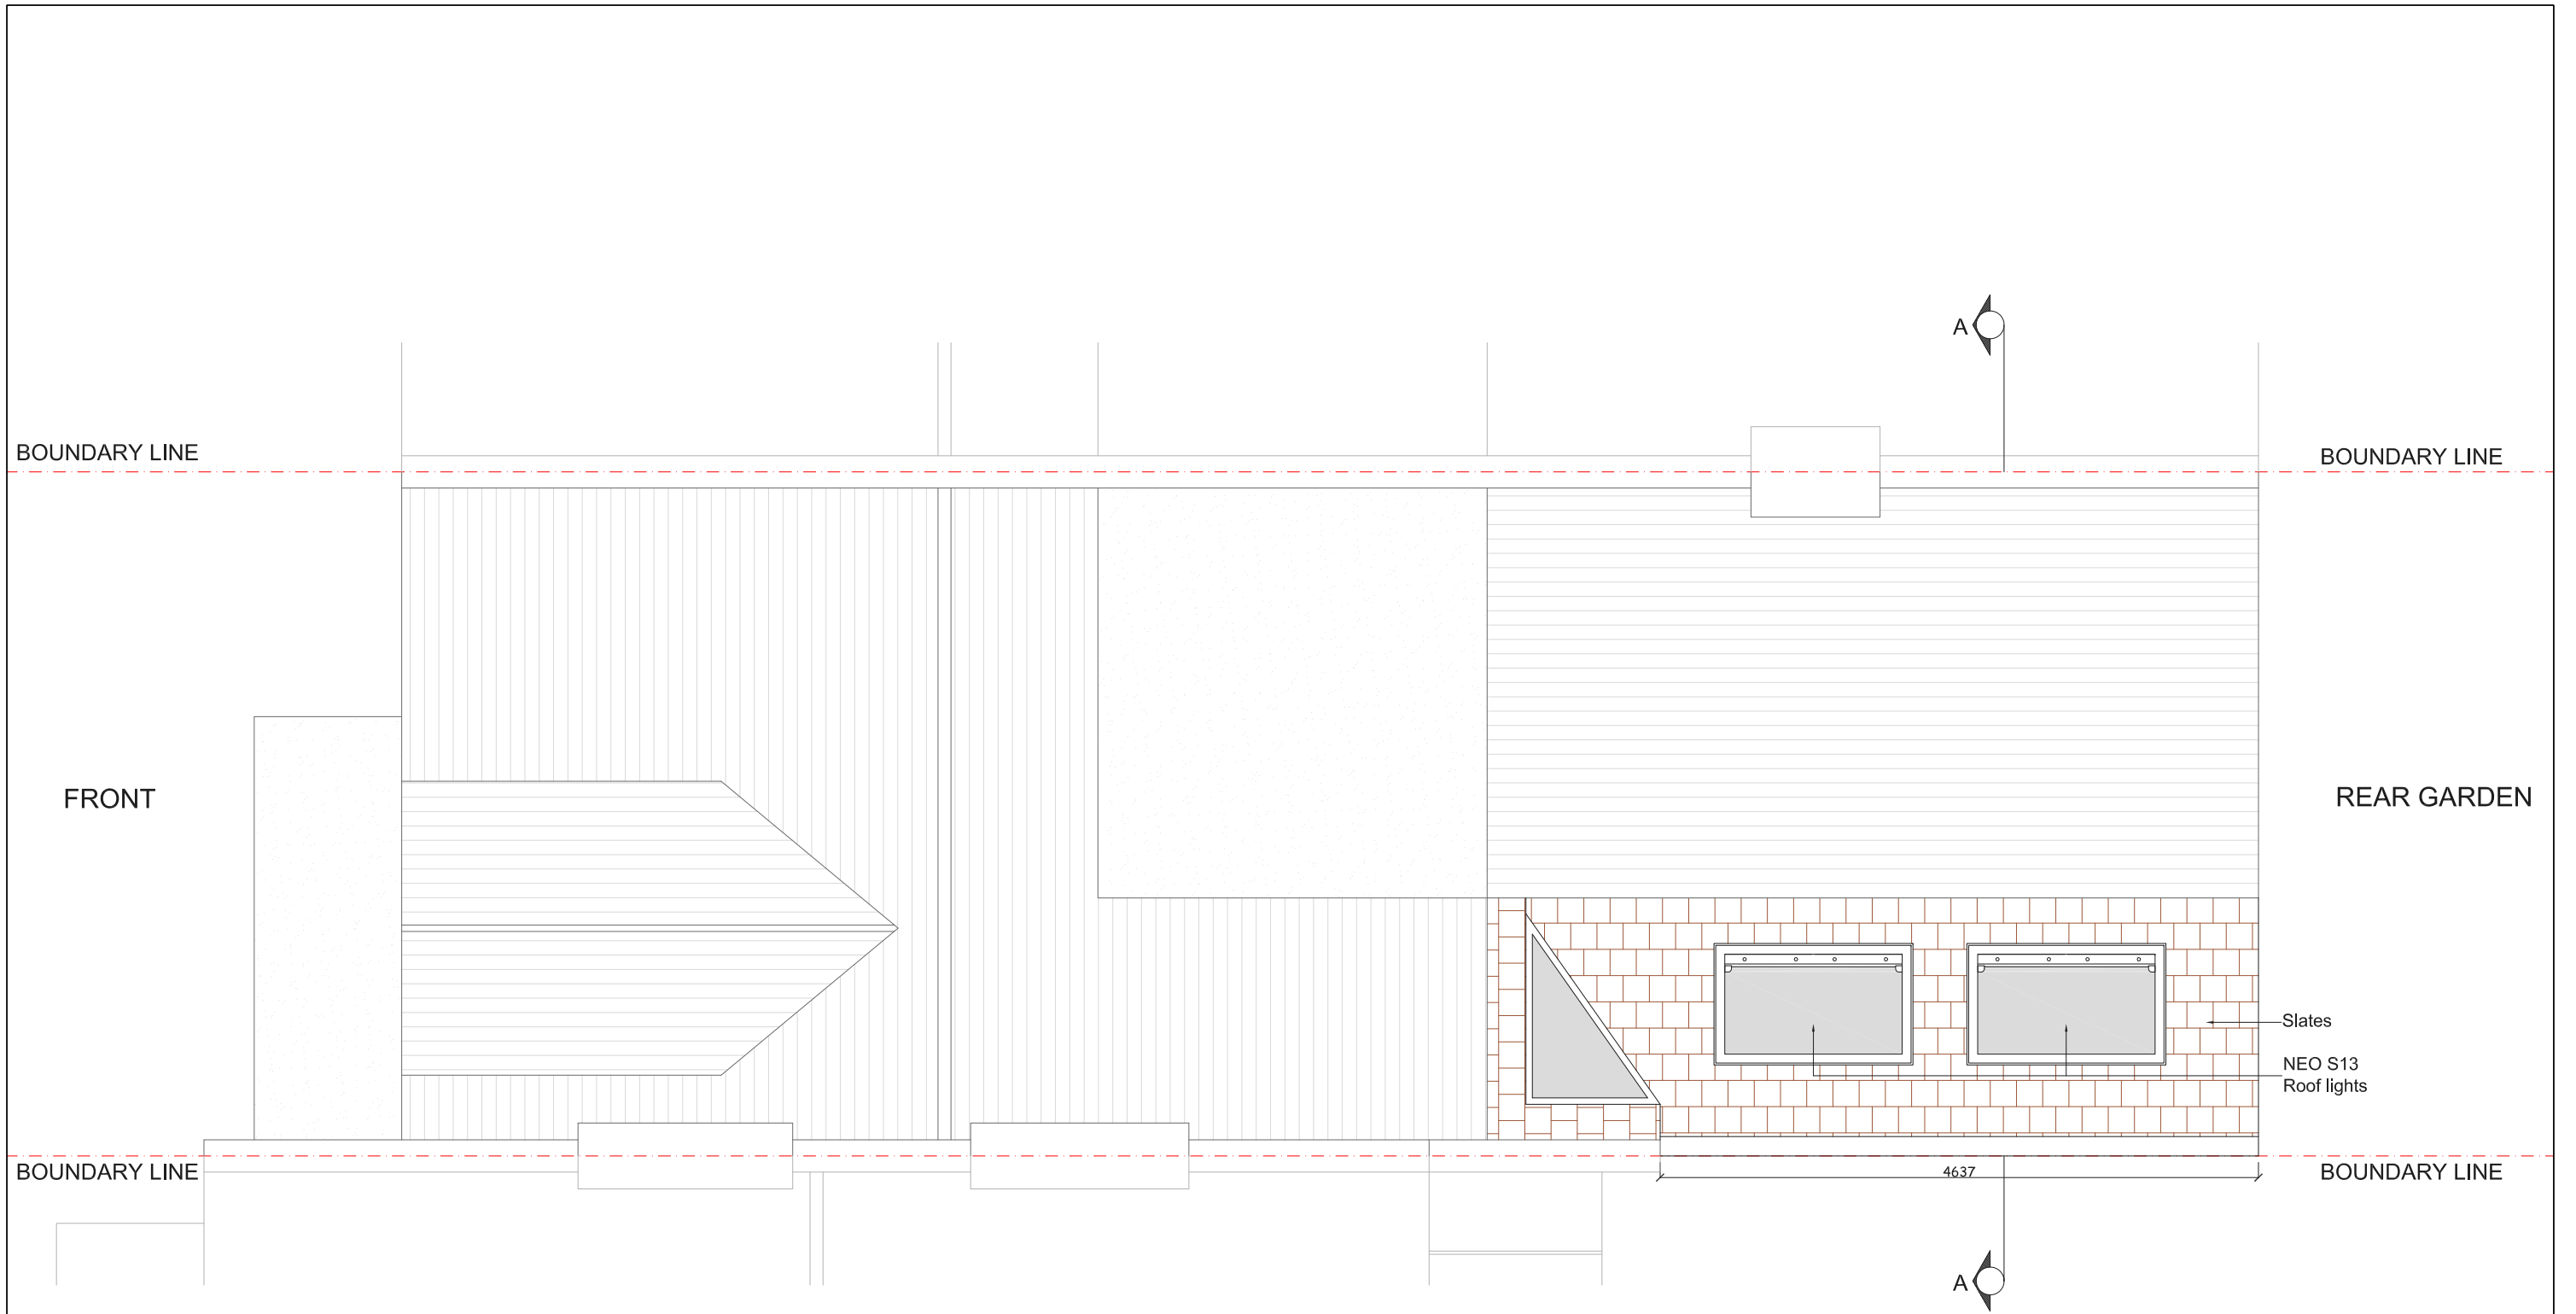 A
BOUNDARY LINE
BOUNDARY LINE
FRONT
REAR GARDEN
Slates
NEO S13
Roof lights
BOUNDARY LINE
4637
BOUNDARY LINE
A